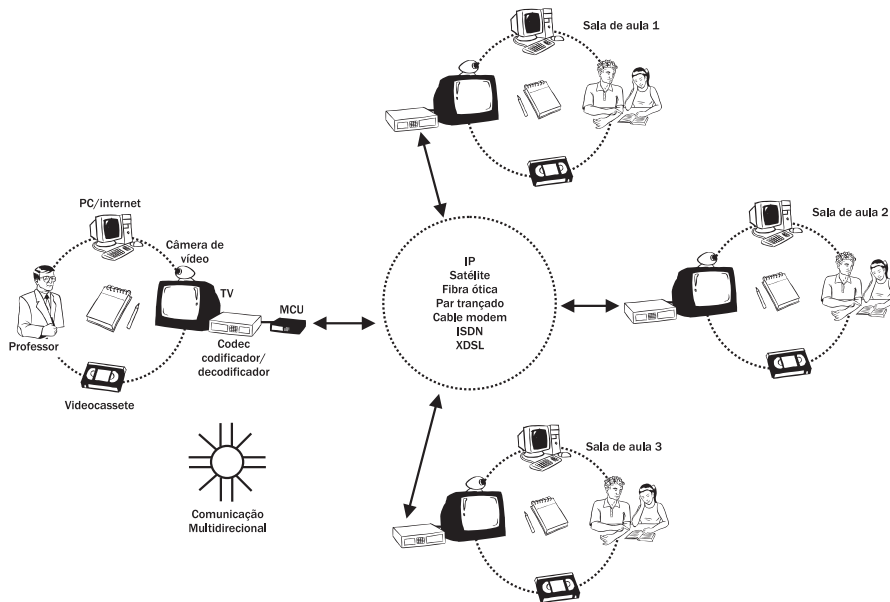 Sala de aula 1
PC/internet
Câmera de
vídeo
TV
MCU
Professor
Codec
codificador/
decodificador
Videocassete
IP
Satélite
Fibra ótica
Par trançado
Cable modem
ISDN
XDSL
Sala de aula 2
Sala de aula 3
Comunicação
Multidirecional